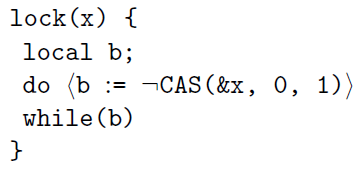 lock(x) {
local b;
do ⟨b := ¬CAS(&x, 0, 1)⟩
while(b)
}